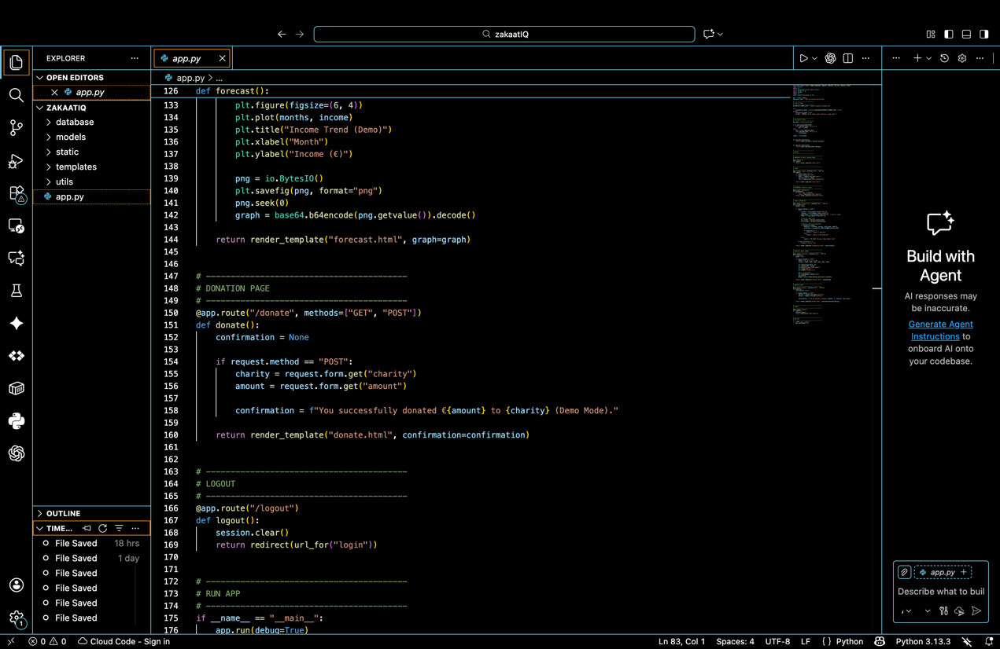 zakaatIQ
EXPLORER
OPEN EDITORS
app.py
ZAKAATIQ
database
models
static
templates
utils
app.py
OUTLINE
TIME...
File Saved 18 hrs
File Saved 1 day
File Saved
File Saved
File Saved
File Saved
app.py
app.py > ...
126 def forecast():
133 plt.figure(figsize=(6, 4))
134 plt.plot(months, income)
135 plt.title("Income Trend (Demo)")
136 plt.xlabel("Month")
137 plt.ylabel("Income (€)")
138
139 png = io.BytesIO()
140 plt.savefig(png, format="png")
141 png.seek(0)
142 graph = base64.b64encode(png.getvalue()).decode()
143
144 return render_template("forecast.html", graph=graph)
145
146
147 # -----------------------------------------
148 # DONATION PAGE
149 # -----------------------------------------
150 @app.route("/donate", methods=["GET", "POST"])
151 def donate():
152 confirmation = None
153
154 if request.method == "POST":
155 charity = request.form.get("charity")
156 amount = request.form.get("amount")
157
158 confirmation = f"You successfully donated €{amount} to {charity} (Demo Mode)."
159
160 return render_template("donate.html", confirmation=confirmation)
161
162
163 # -----------------------------------------
164 # LOGOUT
165 # -----------------------------------------
166 @app.route("/logout")
167 def logout():
168 session.clear()
169 return redirect(url_for("login"))
170
171
172 # -----------------------------------------
173 # RUN APP
174 # -----------------------------------------
175 if __name__ == "__main__":
176 app.run(debug=True)
Build with
Agent
AI responses may
be inaccurate.
Generate Agent
Instructions to
onboard AI onto
your codebase.
app.py +
Describe what to buil
1
0 0 Cloud Code - Sign in
Ln 83, Col 1 Spaces: 4 UTF-8 LF { } Python Python 3.13.3